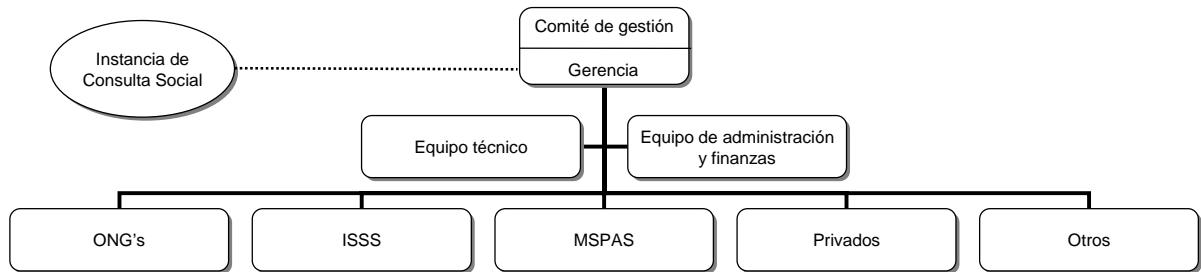 Comité de gestión
Gerencia
Instancia de
Consulta Social
Equipo técnico
Equipo de administración
y finanzas
ONG's
ISSS
MSPAS
Privados
Otros